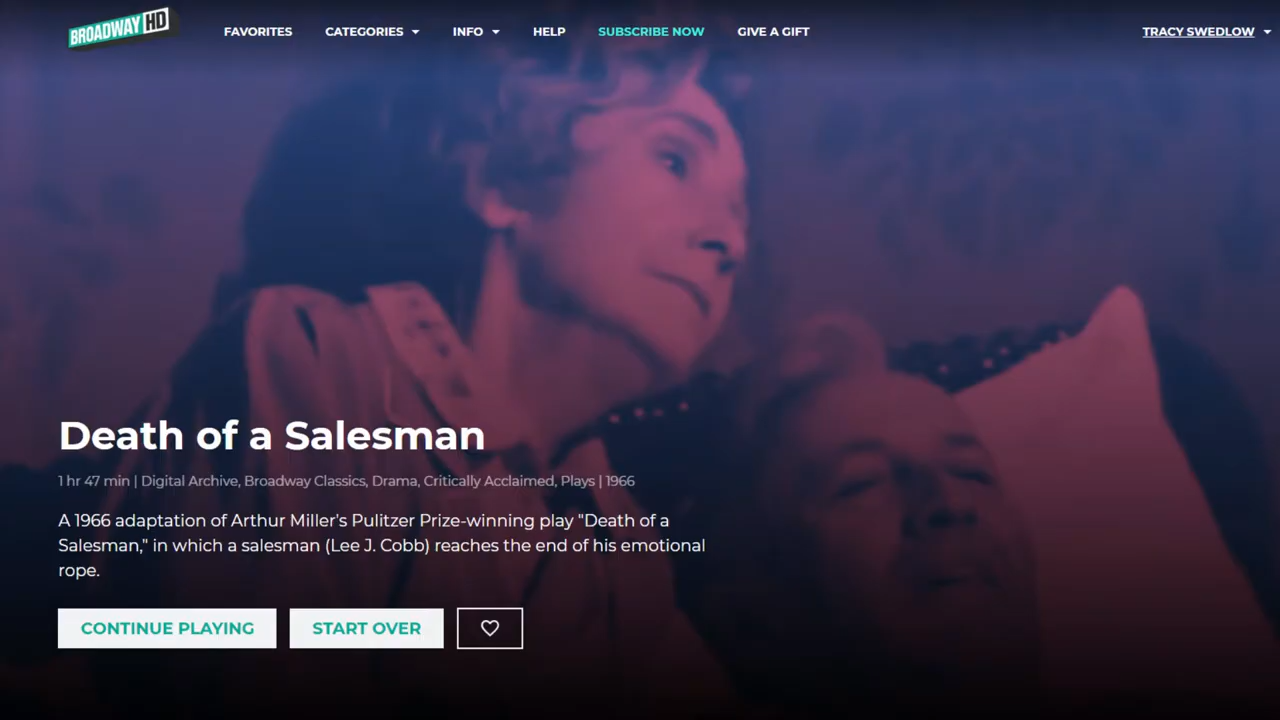 BROADWAY HD
FAVORITES
CATEGORIES
INFO
HELP
SUBSCRIBE NOW
GIVE A GIFT
TRACY SWEDLOW
Death of a Salesman
1 hr 47 min | Digital Archive, Broadway Classics, Drama, Critically Acclaimed, Plays | 1966
A 1966 adaptation of Arthur Miller's Pulitzer Prize-winning play "Death of a
Salesman," in which a salesman (Lee J. Cobb) reaches the end of his emotional
rope.
CONTINUE PLAYING
START OVER